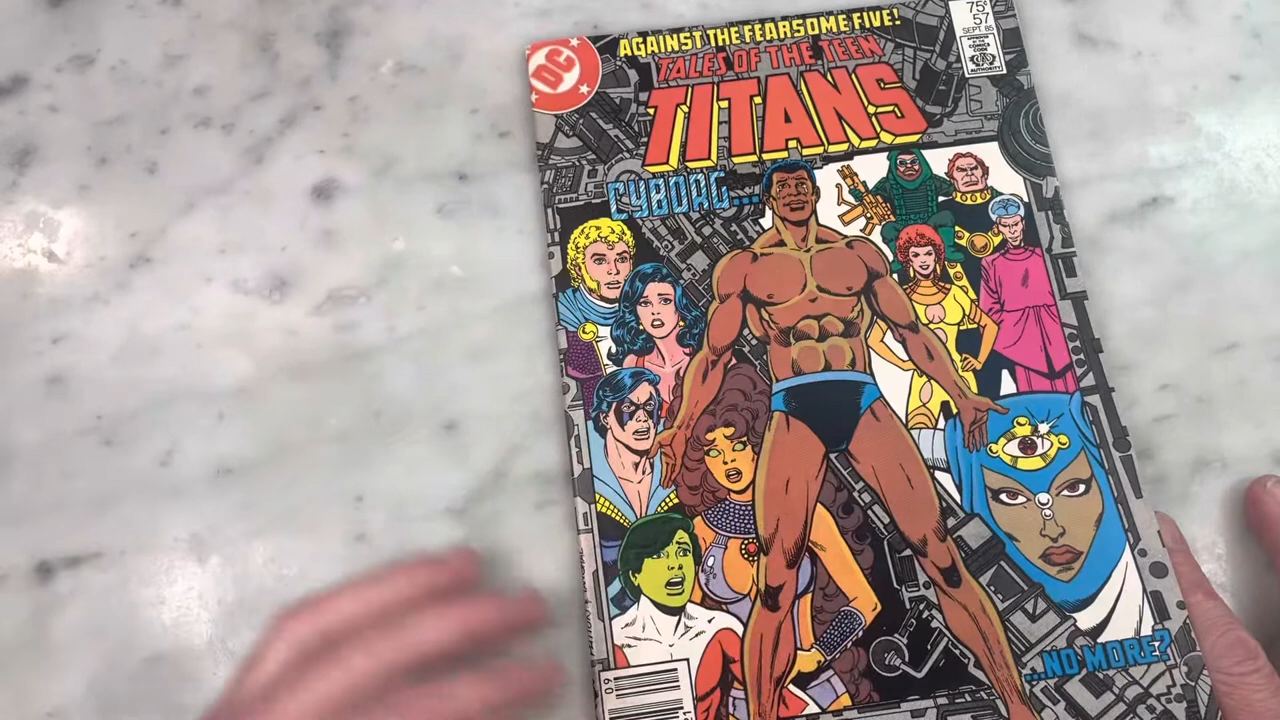 75¢
57
SEPT. 85
APPROVED
BY THE
COMICS
CODE
AUTHORITY
DC
AGAINST THE FEARSOME FIVE!
TALES OF THE TEEN
TITANS
CYBORG...
...NO MORE?
09